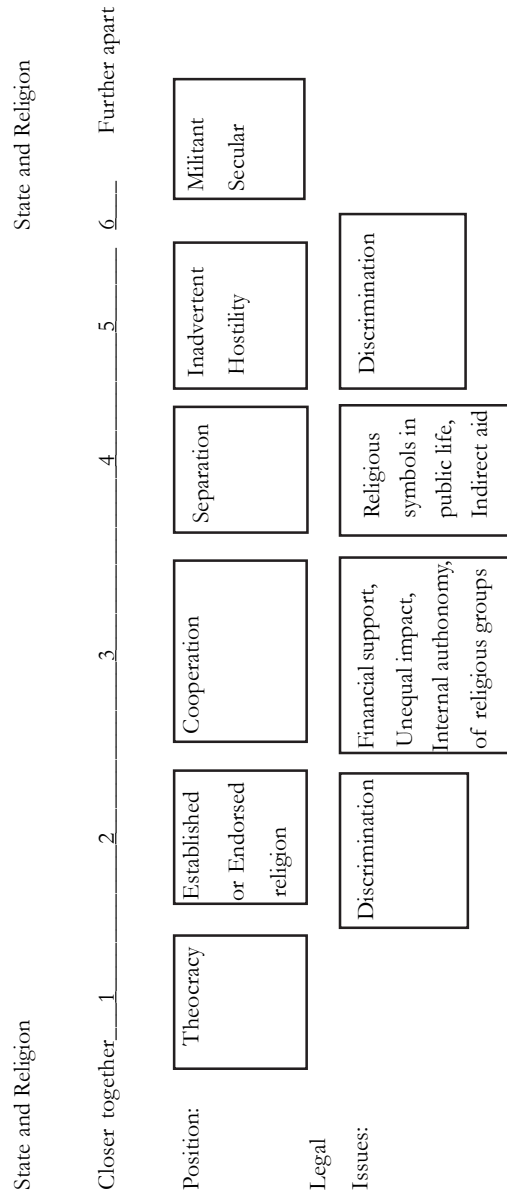 State and Religion State and Religion
Closer together 1 2 3 4 5 6 Further apart
Position:
Theocracy
Established
or Endorsed
religion
Cooperation
Separation
Inadvertent
Hostility
Militant
Secular
Legal
Issues:
Discrimination
Financial support,
Unequal impact,
Internal authonomy,
of religious groups
Religious
symbols in
public life,
Indirect aid
Discrimination